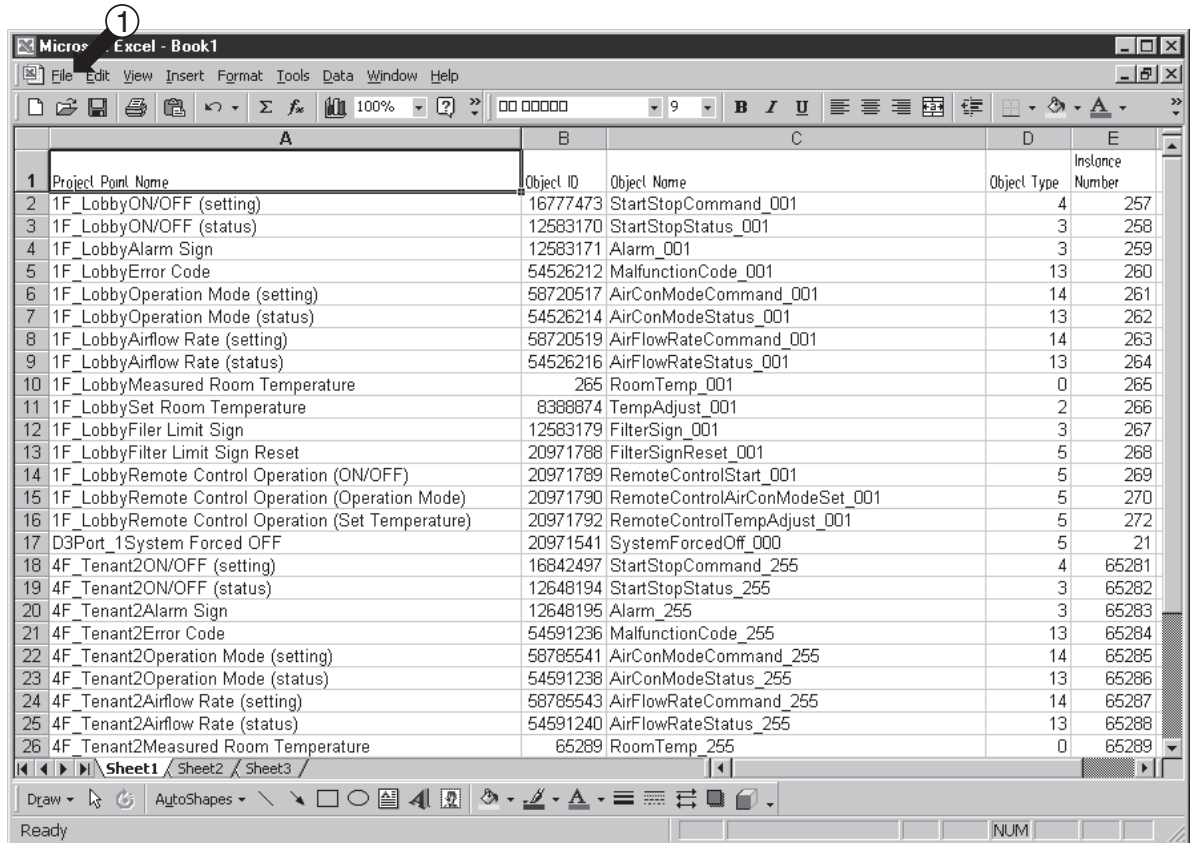 ①
Micros Excel - Book1
File Edit View Insert Format Tools Data Window Help
100% 9 B I U
A B C D E
1 Project Point Name Object ID Object Name Object Type Instance Number
2 1F_LobbyON/OFF (setting) 16777473 StartStopCommand_001 4 257
3 1F_LobbyON/OFF (status) 12583170 StartStopStatus_001 3 258
4 1F_LobbyAlarm Sign 12583171 Alarm_001 3 259
5 1F_LobbyError Code 54526212 MalfunctionCode_001 13 260
6 1F_LobbyOperation Mode (setting) 58720517 AirConModeCommand_001 14 261
7 1F_LobbyOperation Mode (status) 54526214 AirConModeStatus_001 13 262
8 1F_LobbyAirflow Rate (setting) 58720519 AirFlowRateCommand_001 14 263
9 1F_LobbyAirflow Rate (status) 54526216 AirFlowRateStatus_001 13 264
10 1F_LobbyMeasured Room Temperature 265 RoomTemp_001 0 265
11 1F_LobbySet Room Temperature 8388874 TempAdjust_001 2 266
12 1F_LobbyFiler Limit Sign 12583179 FilterSign_001 3 267
13 1F_LobbyFilter Limit Sign Reset 20971788 FilterSignReset_001 5 268
14 1F_LobbyRemote Control Operation (ON/OFF) 20971789 RemoteControlStart_001 5 269
15 1F_LobbyRemote Control Operation (Operation Mode) 20971790 RemoteControlAirConModeSet_001 5 270
16 1F_LobbyRemote Control Operation (Set Temperature) 20971792 RemoteControlTempAdjust_001 5 272
17 D3Port_1System Forced OFF 20971541 SystemForcedOff_000 5 21
18 4F_Tenant2ON/OFF (setting) 16842497 StartStopCommand_255 4 65281
19 4F_Tenant2ON/OFF (status) 12648194 StartStopStatus_255 3 65282
20 4F_Tenant2Alarm Sign 12648195 Alarm_255 3 65283
21 4F_Tenant2Error Code 54591236 MalfunctionCode_255 13 65284
22 4F_Tenant2Operation Mode (setting) 58785541 AirConModeCommand_255 14 65285
23 4F_Tenant2Operation Mode (status) 54591238 AirConModeStatus_255 13 65286
24 4F_Tenant2Airflow Rate (setting) 58785543 AirFlowRateCommand_255 14 65287
25 4F_Tenant2Airflow Rate (status) 54591240 AirFlowRateStatus_255 13 65288
26 4F_Tenant2Measured Room Temperature 65289 RoomTemp_255 0 65289
Sheet1 Sheet2 Sheet3
Draw AutoShapes
Ready NUM